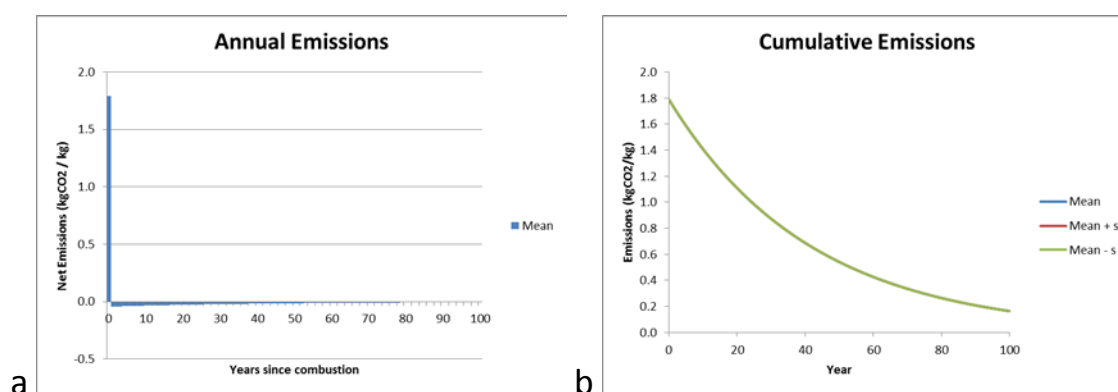 Annual Emissions
Net Emissions (kgCO2 / kg)
2.0
1.5
1.0
0.5
0.0
-0.5
0 10 20 30 40 50 60 70 80 90 100
Years since combustion
Mean
a
Cumulative Emissions
Emissions (kgCO2/kg)
2.0
1.8
1.6
1.4
1.2
1.0
0.8
0.6
0.4
0.2
0.0
0 20 40 60 80 100
Year
Mean
Mean + s
Mean - s
b